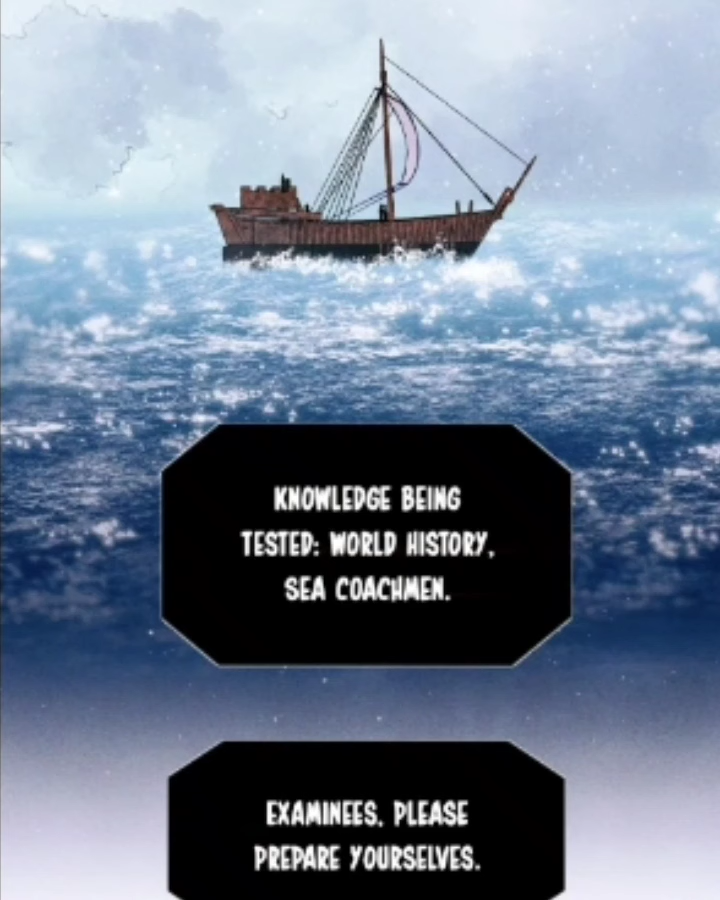 KNOWLEDGE BEING
TESTED: WORLD HISTORY,
SEA COACHMEN.
EXAMINEES, PLEASE
PREPARE YOURSELVES.